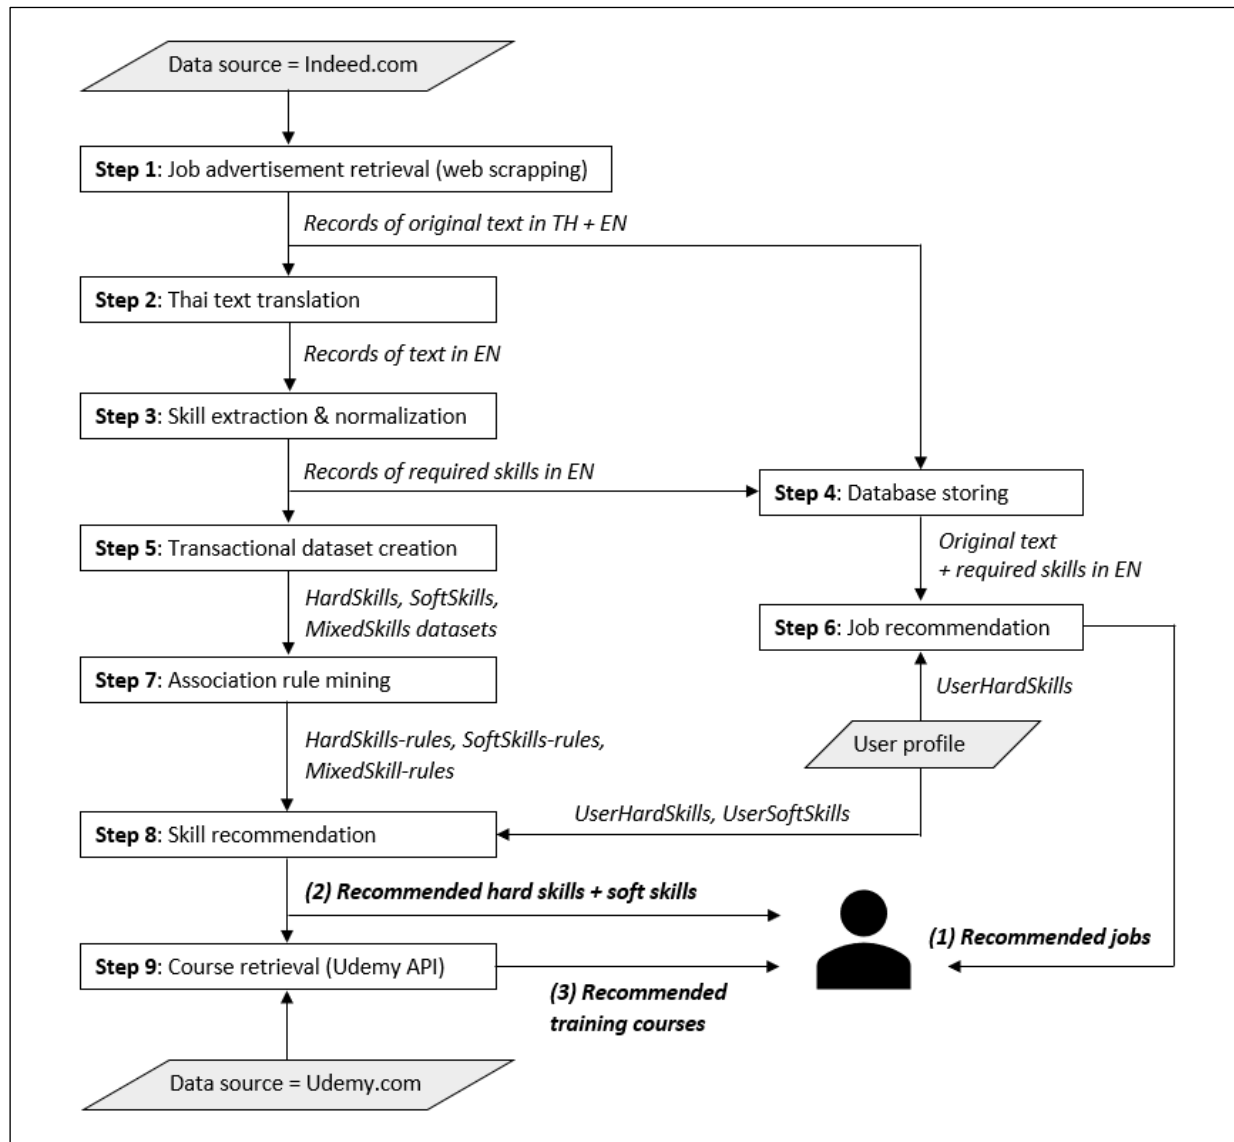 Data source = Indeed.com
Step 1: Job advertisement retrieval (web scrapping)
Records of original text in TH + EN
Step 2: Thai text translation
Records of text in EN
Step 3: Skill extraction & normalization
Records of required skills in EN
Step 4: Database storing
Step 5: Transactional dataset creation
Original text
+ required skills in EN
HardSkills, SoftSkills,
MixedSkills datasets
Step 6: Job recommendation
Step 7: Association rule mining
UserHardSkills
HardSkills-rules, SoftSkills-rules,
MixedSkill-rules
User profile
UserHardSkills, UserSoftSkills
Step 8: Skill recommendation
(2) Recommended hard skills + soft skills
(1) Recommended jobs
Step 9: Course retrieval (Udemy API)
(3) Recommended
training courses
Data source = Udemy.com